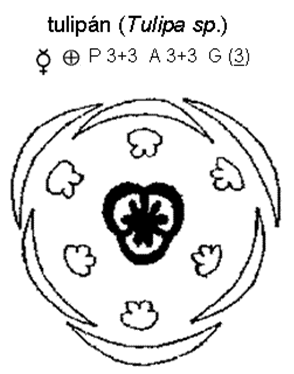 tulipán (Tulipa sp.)
☿ ⊕ P 3+3 A 3+3 G (3)